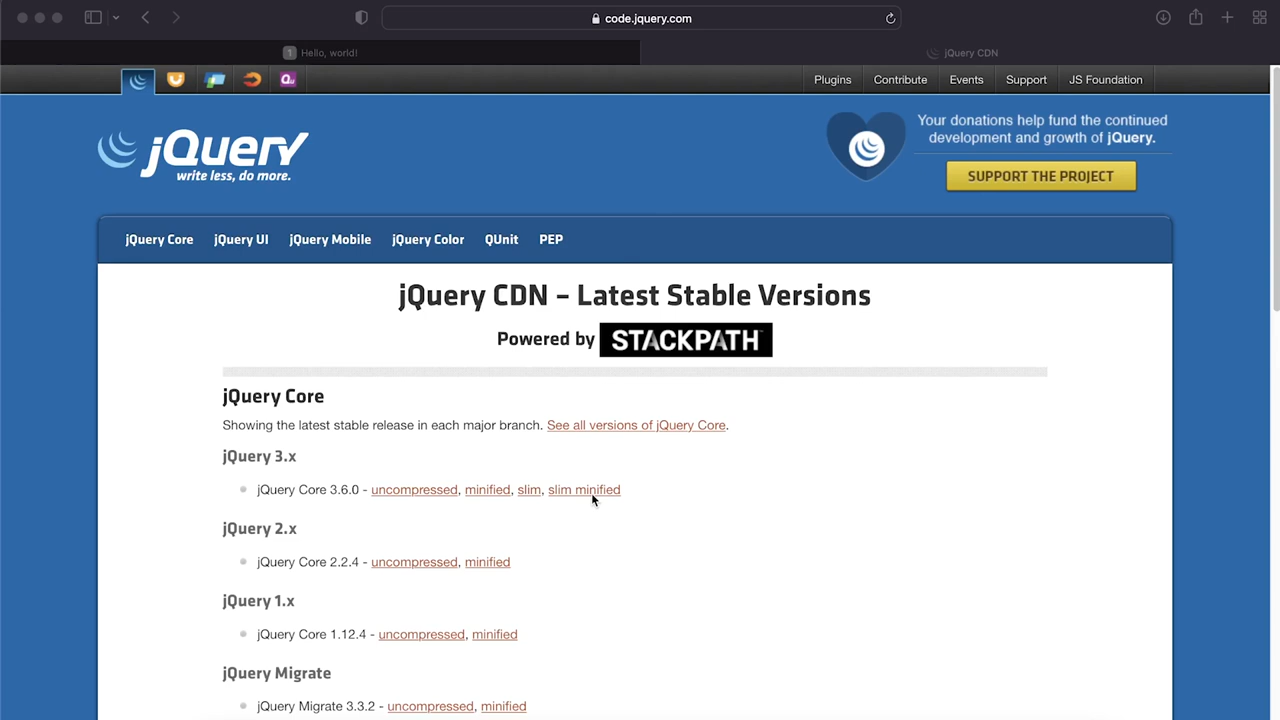 code.jquery.com
1 Hello, world!
jQuery CDN
Plugins Contribute Events Support JS Foundation
jQuery
write less, do more.
Your donations help fund the continued
development and growth of jQuery.
SUPPORT THE PROJECT
jQuery Core jQuery UI jQuery Mobile jQuery Color QUnit PEP
jQuery CDN – Latest Stable Versions
Powered by STACKPATH
jQuery Core
Showing the latest stable release in each major branch. See all versions of jQuery Core.
jQuery 3.x
jQuery Core 3.6.0 - uncompressed, minified, slim, slim minified
jQuery 2.x
jQuery Core 2.2.4 - uncompressed, minified
jQuery 1.x
jQuery Core 1.12.4 - uncompressed, minified
jQuery Migrate
jQuery Migrate 3.3.2 - uncompressed, minified